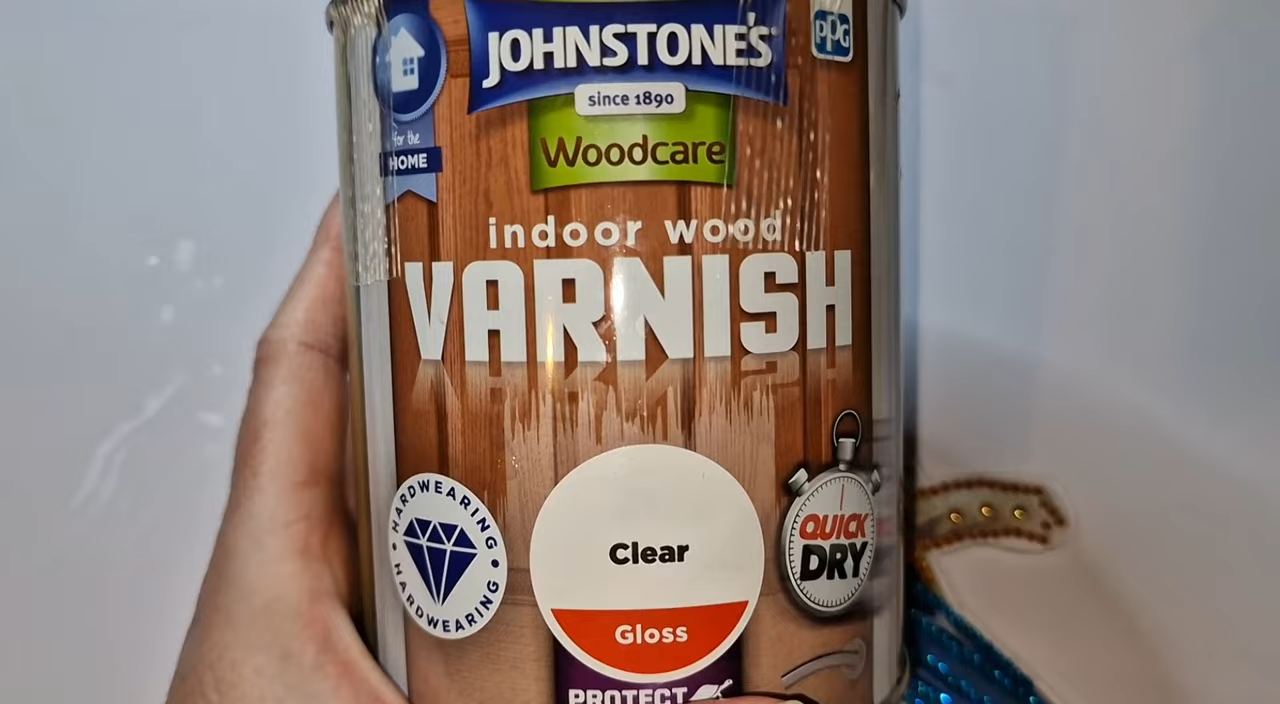 JOHNSTONE'S
PPG
since 1890
for the
HOME
Woodcare
indoor wood
VARNISH
HARDWEARING
HARDWEARING
QUICK
DRY
Clear
Gloss
PROTECT